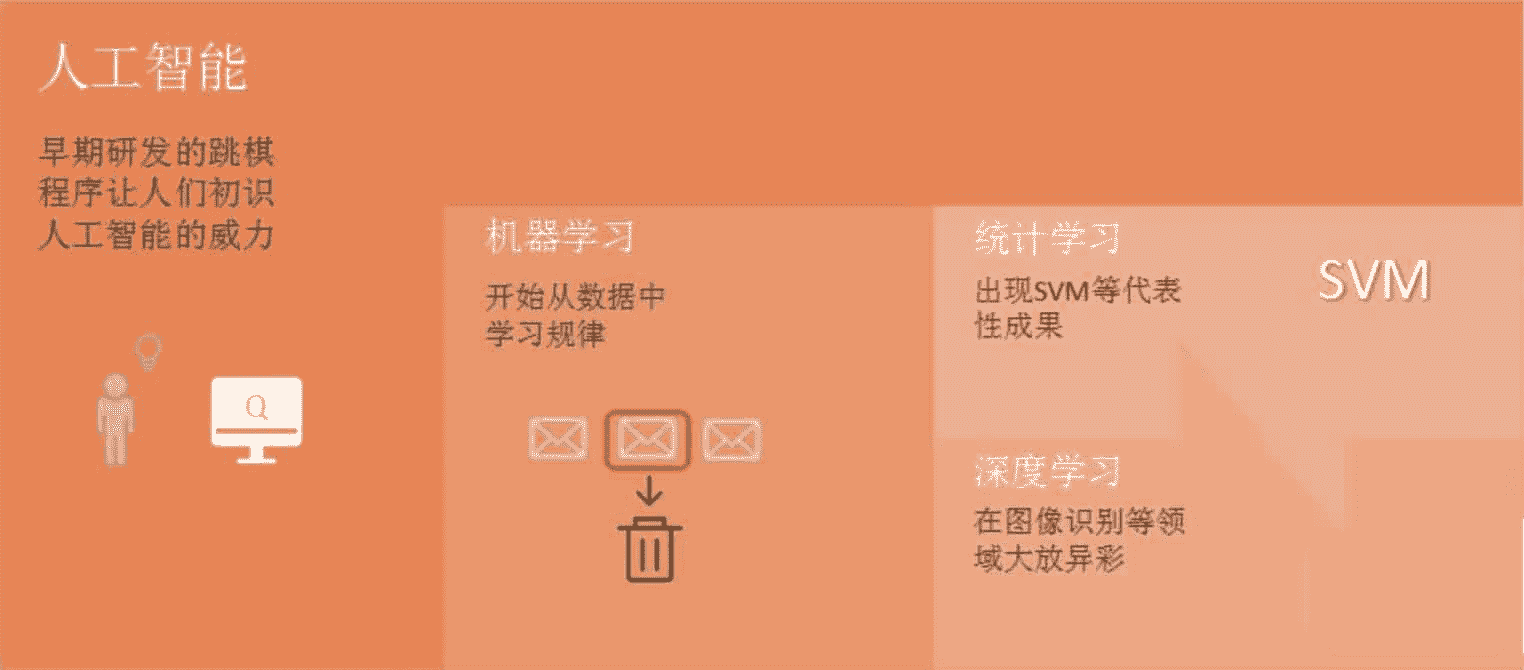 人工智能
早期研发的跳棋
程序让人们初识
人工智能的威力
Q
机器学习
开始从数据中
学习规律
统计学习
出现SVM等代表
性成果
SVM
深度学习
在图像识别等领
域大放异彩